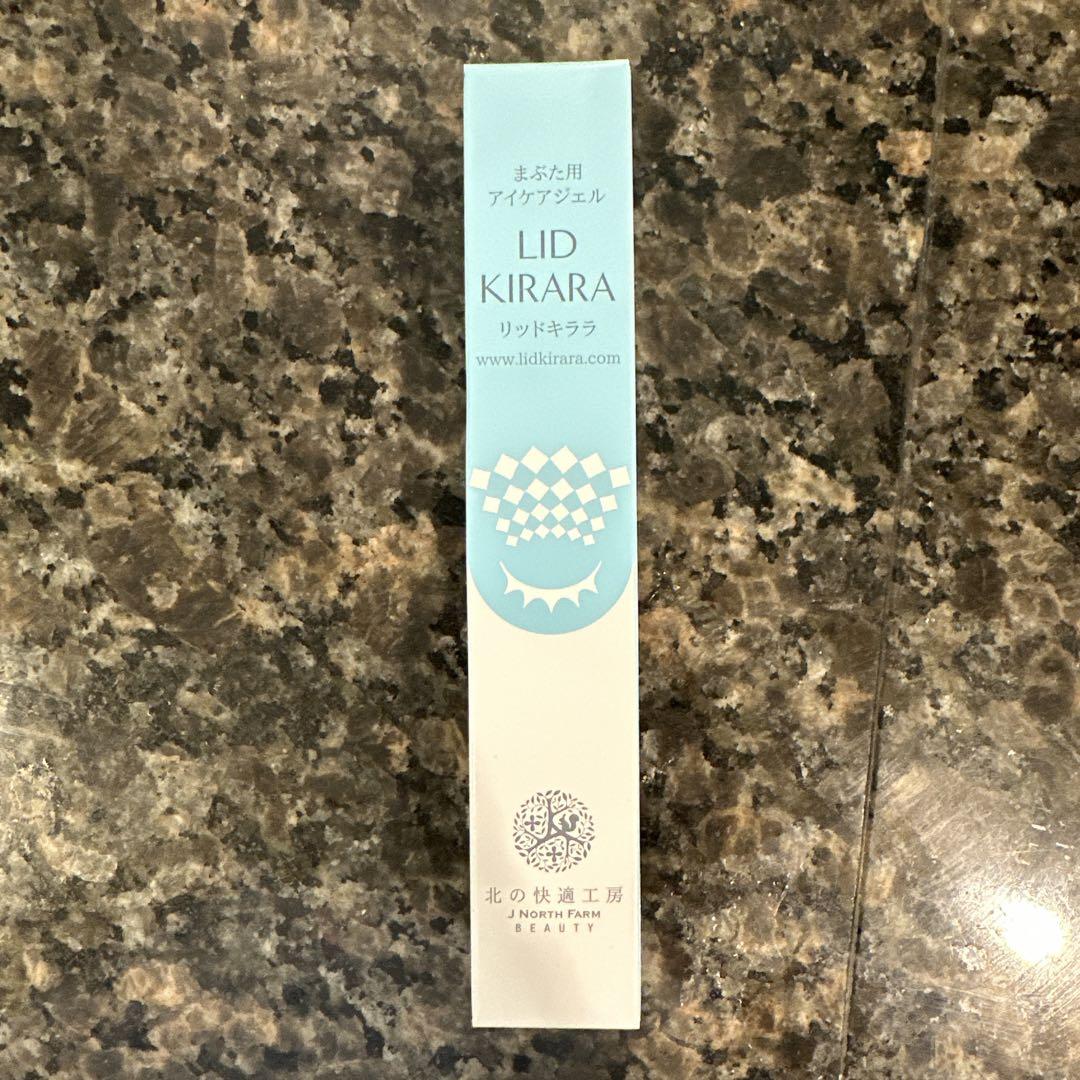 まぶた用
アイケアジェル
LID
KIRARA
リッドキララ
www.lidkirara.com
北の快適工房
J NORTH FARM
BEAUTY